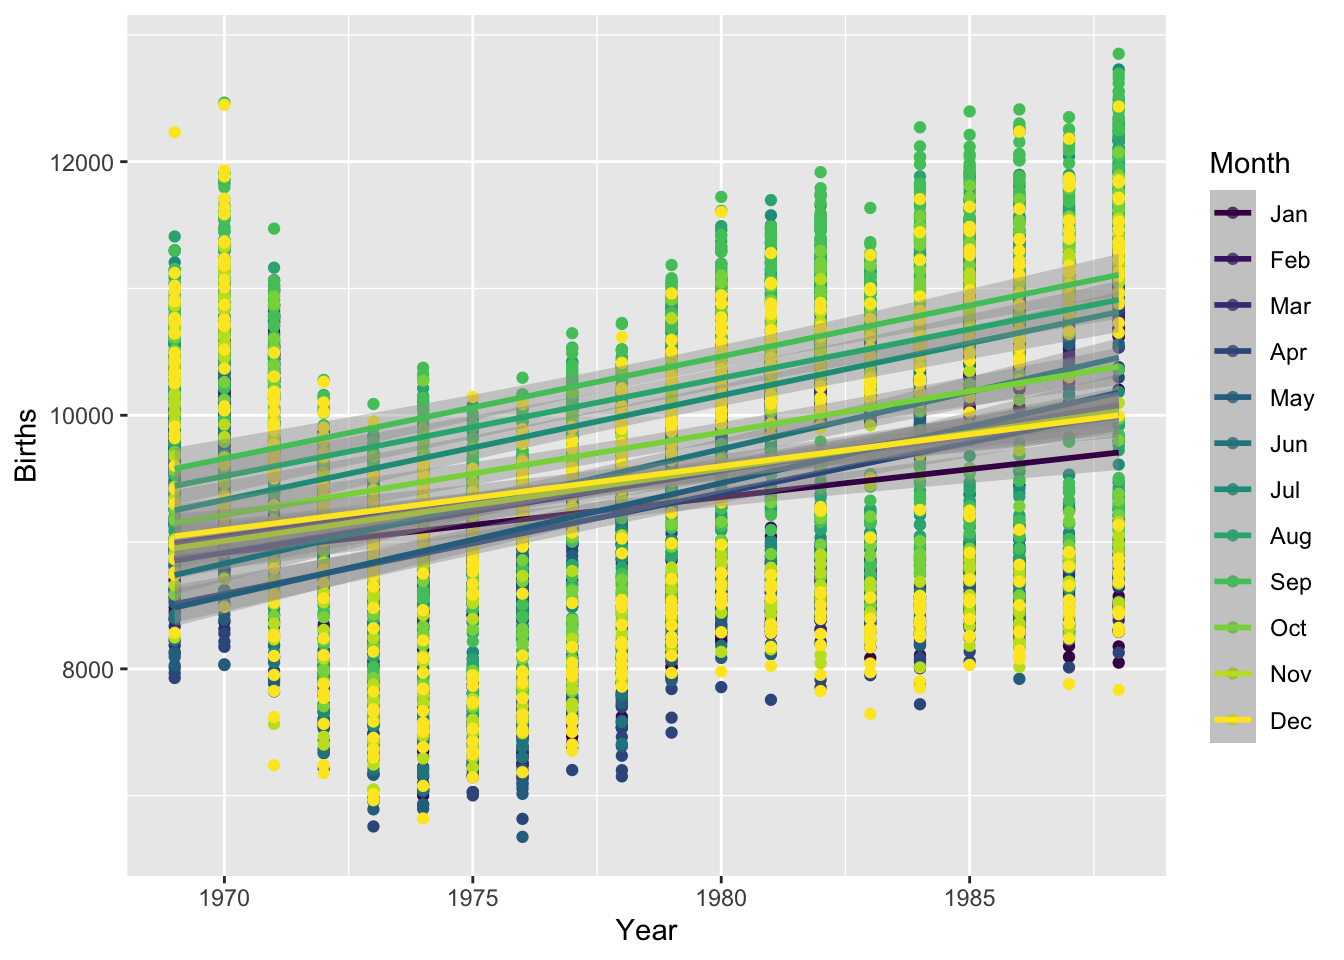 12000
10000
8000
Births
1970
1975
1980
1985
Year
Month
Jan
Feb
Mar
Apr
May
Jun
Jul
Aug
Sep
Oct
Nov
Dec